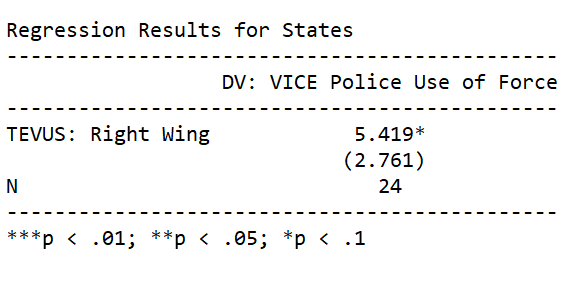 Regression Results for States
DV: VICE Police Use of Force
TEVUS: Right Wing 5.419*
(2.761)
N 24
***p < .01; **p < .05; *p < .1